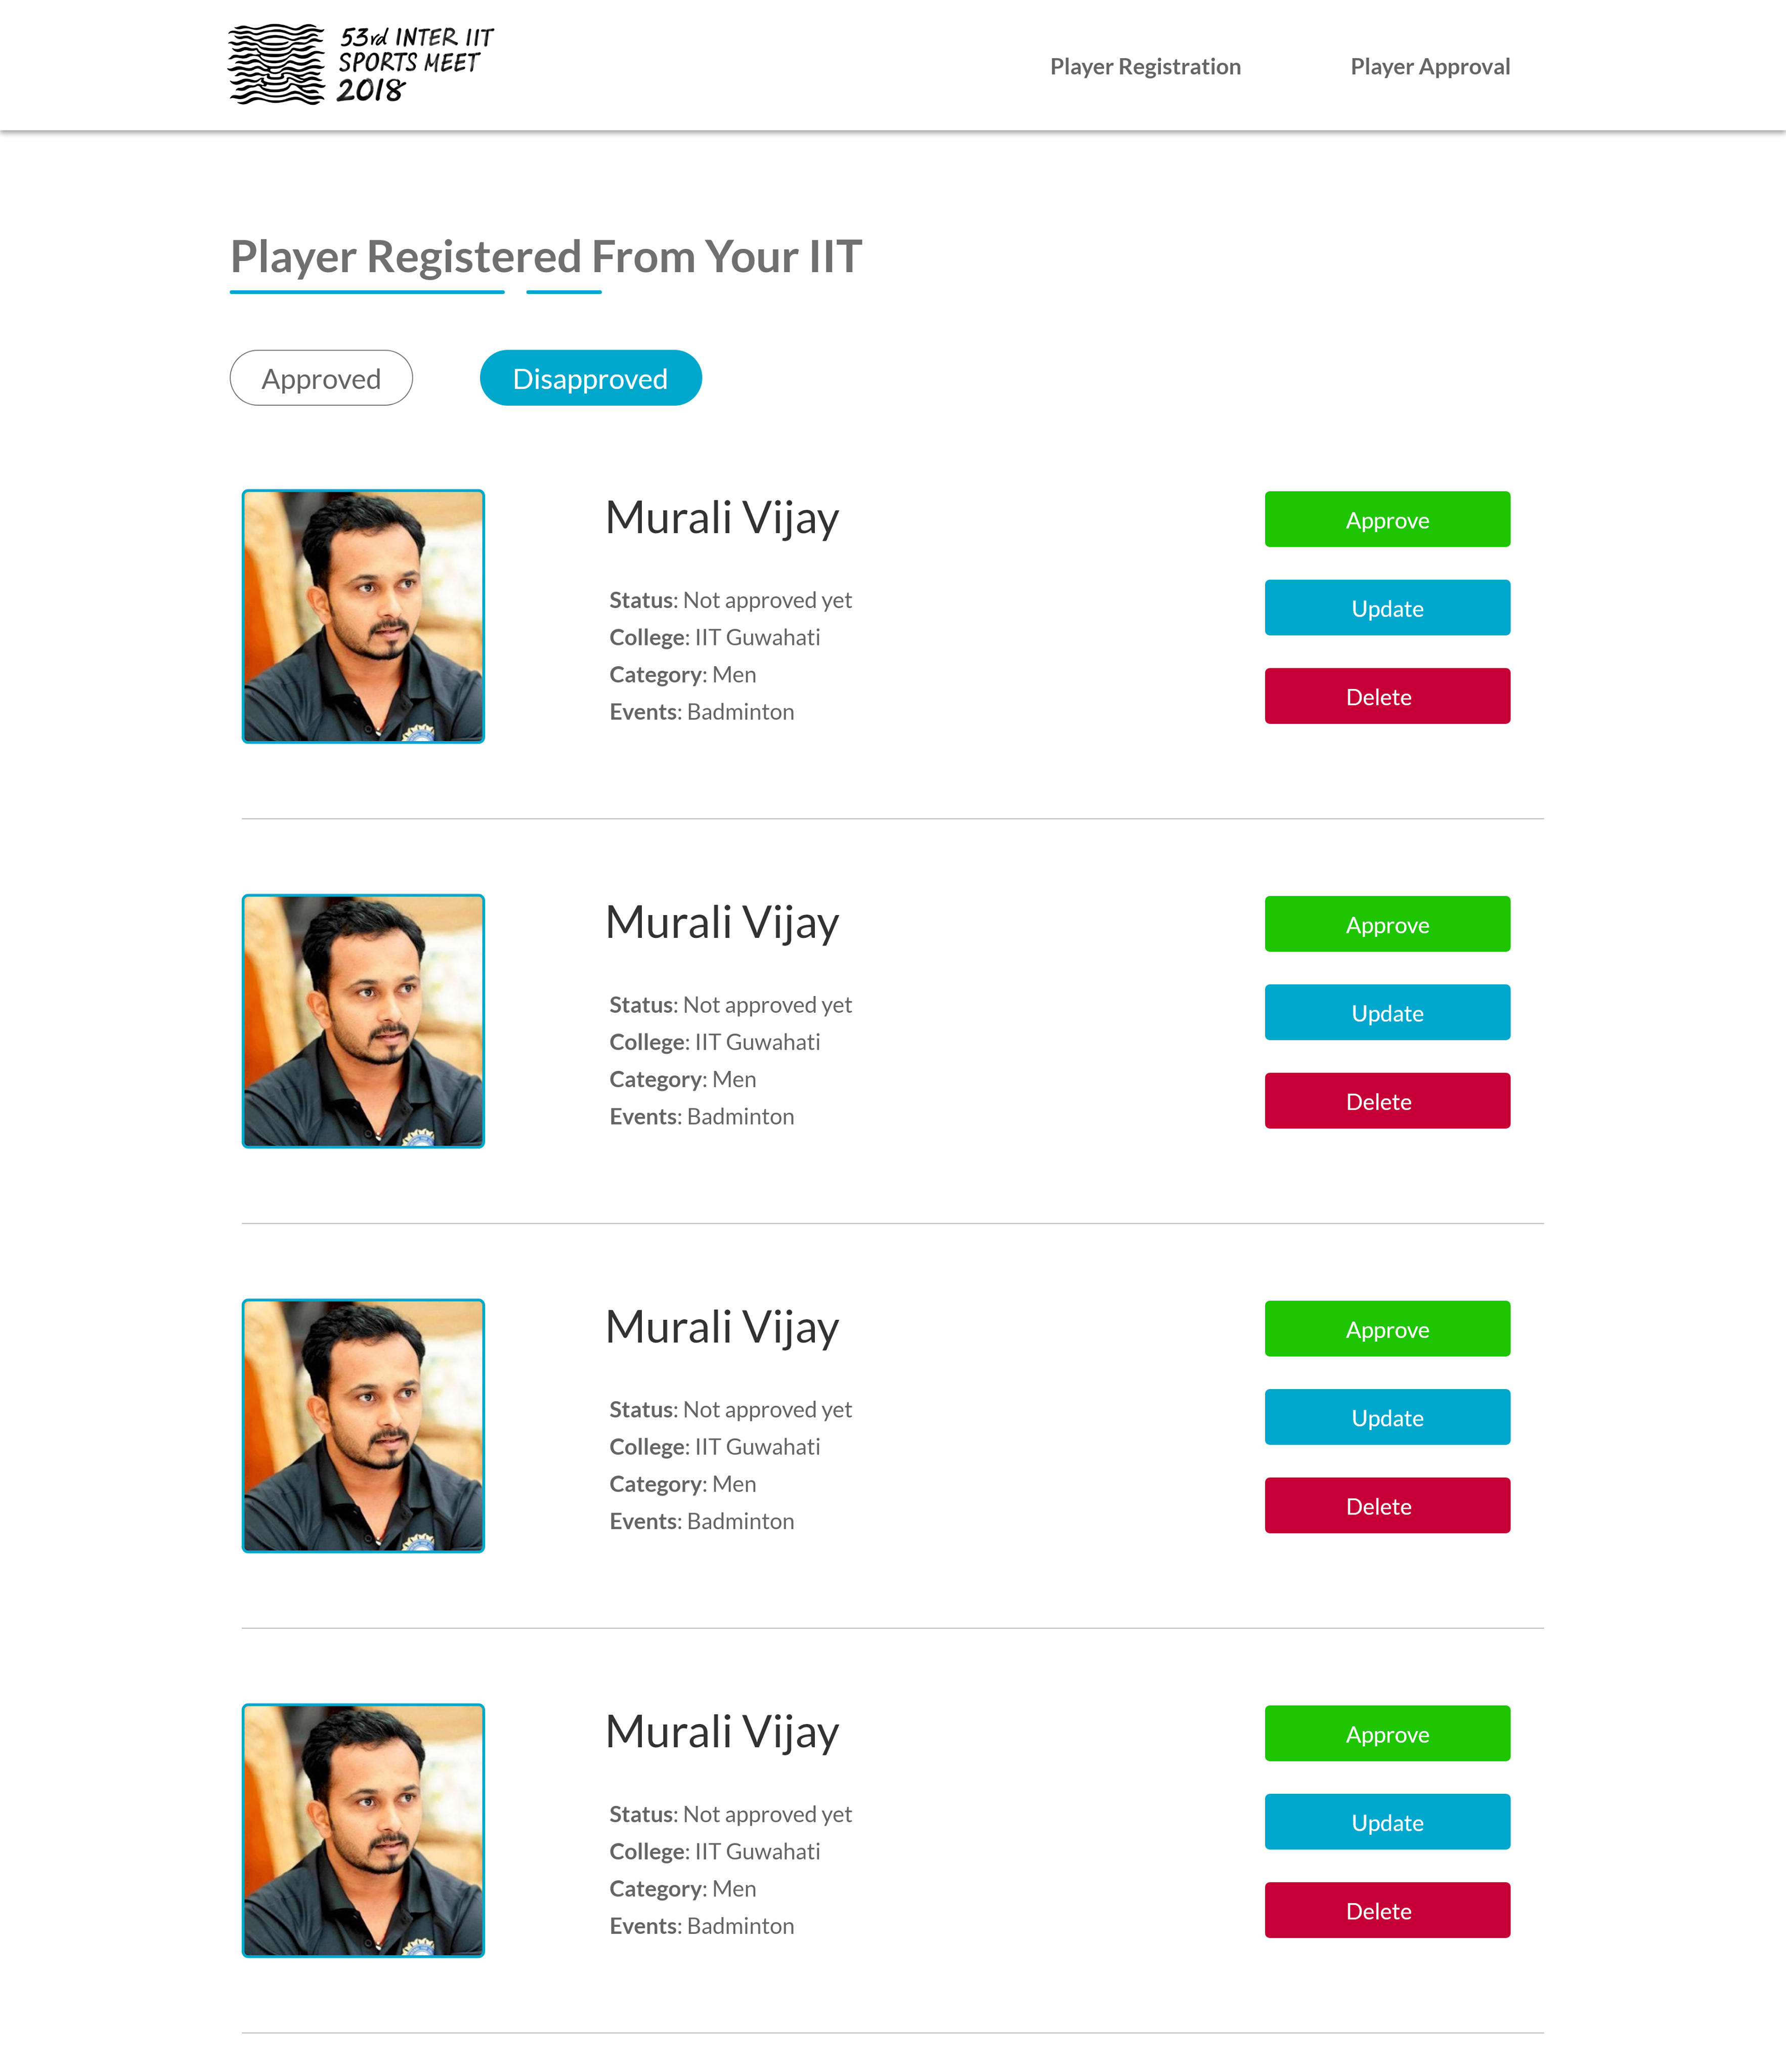 53rd INTER IIT
SPORTS MEET
2018
Player Registration
Player Approval
Player Registered From Your IIT
Approved
Disapproved
Murali Vijay
Status: Not approved yet
College: IIT Guwahati
Category: Men
Events: Badminton
Approve
Update
Delete
Murali Vijay
Status: Not approved yet
College: IIT Guwahati
Category: Men
Events: Badminton
Approve
Update
Delete
Murali Vijay
Status: Not approved yet
College: IIT Guwahati
Category: Men
Events: Badminton
Approve
Update
Delete
Murali Vijay
Status: Not approved yet
College: IIT Guwahati
Category: Men
Events: Badminton
Approve
Update
Delete